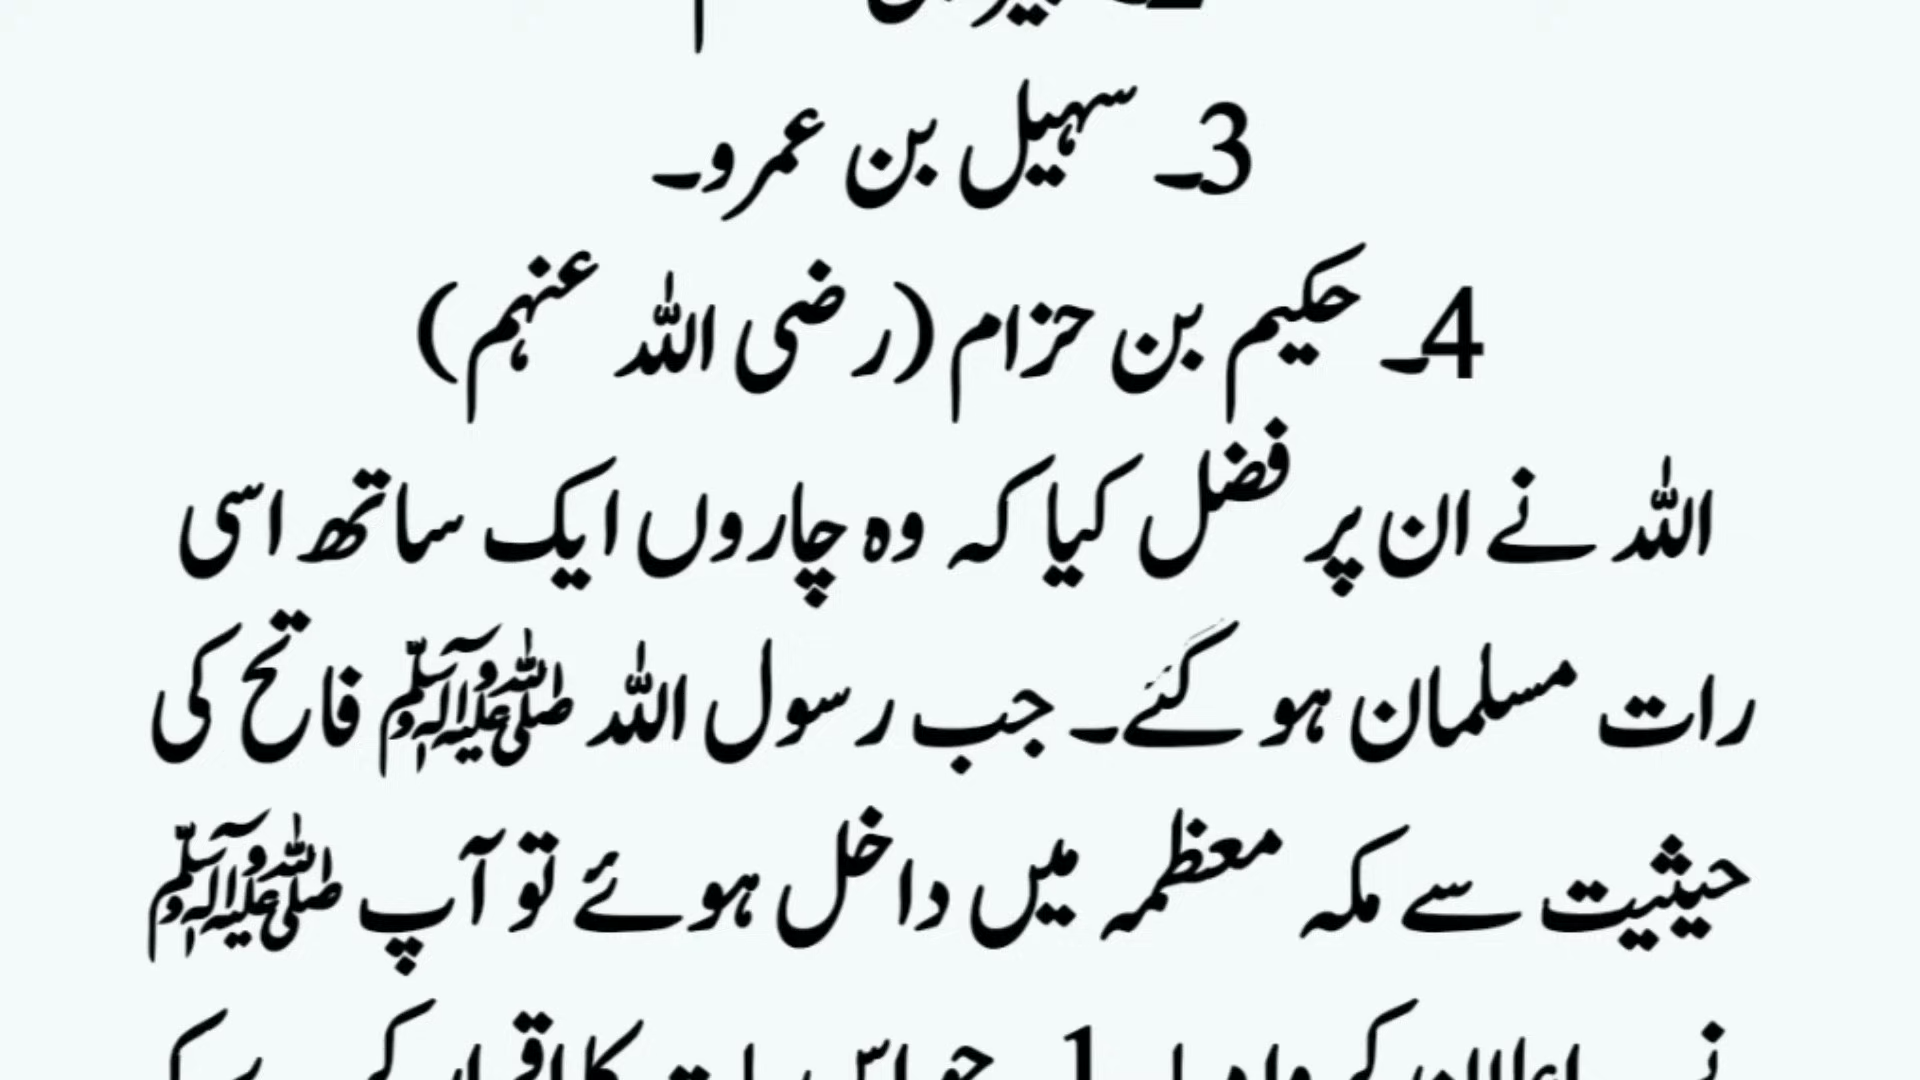 3۔ سہیل بن عمرو۔
4۔ حکیم بن حزام (رضی اللہ عنہم)
اللہ نے ان پر فضل کیا کہ وہ چاروں ایک ساتھ اسی
رات مسلمان ہو گئے۔ جب رسول اللہ ﷺ فاتح کی
حیثیت سے مکہ معظمہ میں داخل ہوئے تو آپ ﷺ